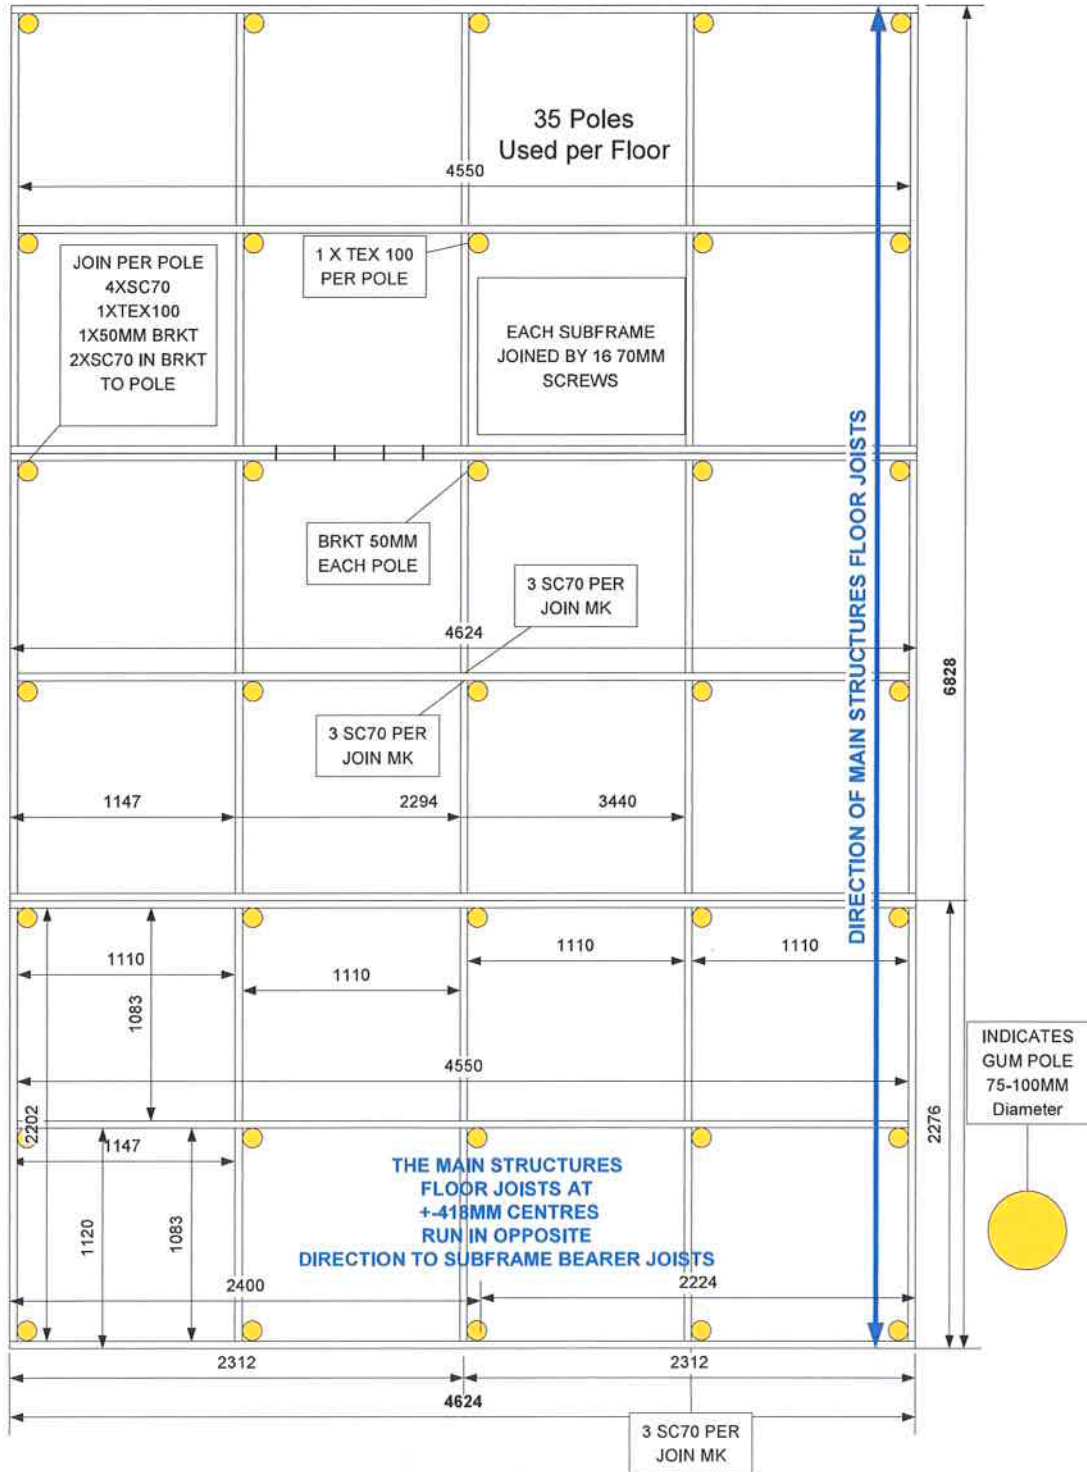 35 Poles
Used per Floor
4550
JOIN PER POLE
4XSC70
1XTEX100
1X50MM BRKT
2XSC70 IN BRKT
TO POLE
1 X TEX 100
PER POLE
EACH SUBFRAME
JOINED BY 16 70MM
SCREWS
DIRECTION OF MAIN STRUCTURES FLOOR JOISTS
BRKT 50MM
EACH POLE
3 SC70 PER
JOIN MK
4624
6828
3 SC70 PER
JOIN MK
1147
2294
3440
1110
1110
1110
1110
1083
4550
INDICATES
GUM POLE
75-100MM
Diameter
2202
2276
1147
THE MAIN STRUCTURES
FLOOR JOISTS AT
+-418MM CENTRES
RUN IN OPPOSITE
DIRECTION TO SUBFRAME BEARER JOISTS
1120
1083
2400
2224
2312
2312
4624
3 SC70 PER
JOIN MK